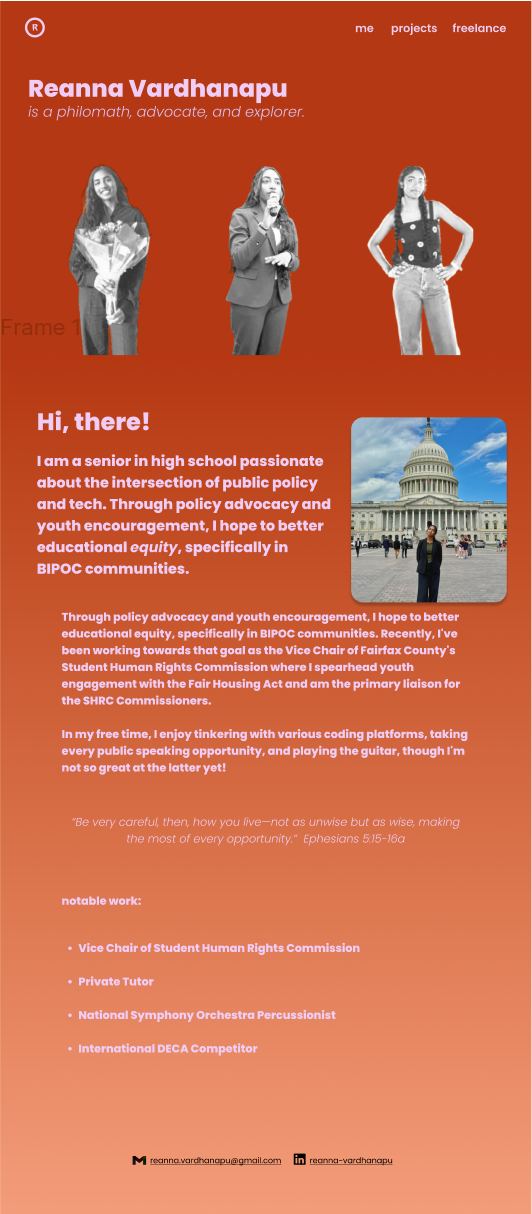 R
me projects freelance
Reanna Vardhanapu
is a philomath, advocate, and explorer.
Frame 1
Hi, there!
I am a senior in high school passionate
about the intersection of public policy
and tech. Through policy advocacy and
youth encouragement, I hope to better
educational equity, specifically in
BIPOC communities.
Through policy advocacy and youth encouragement, I hope to better
educational equity, specifically in BIPOC communities. Recently, I've
been working towards that goal as the Vice Chair of Fairfax County's
Student Human Rights Commission where I spearhead youth
engagement with the Fair Housing Act and am the primary liaison for
the SHRC Commissioners.
In my free time, I enjoy tinkering with various coding platforms, taking
every public speaking opportunity, and playing the guitar, though I'm
not so great at the latter yet!
“Be very careful, then, how you live—not as unwise but as wise, making
the most of every opportunity.” Ephesians 5:15-16a
notable work:
• Vice Chair of Student Human Rights Commission
• Private Tutor
• National Symphony Orchestra Percussionist
• International DECA Competitor
reanna.vardhanapu@gmail.com in reanna-vardhanapu